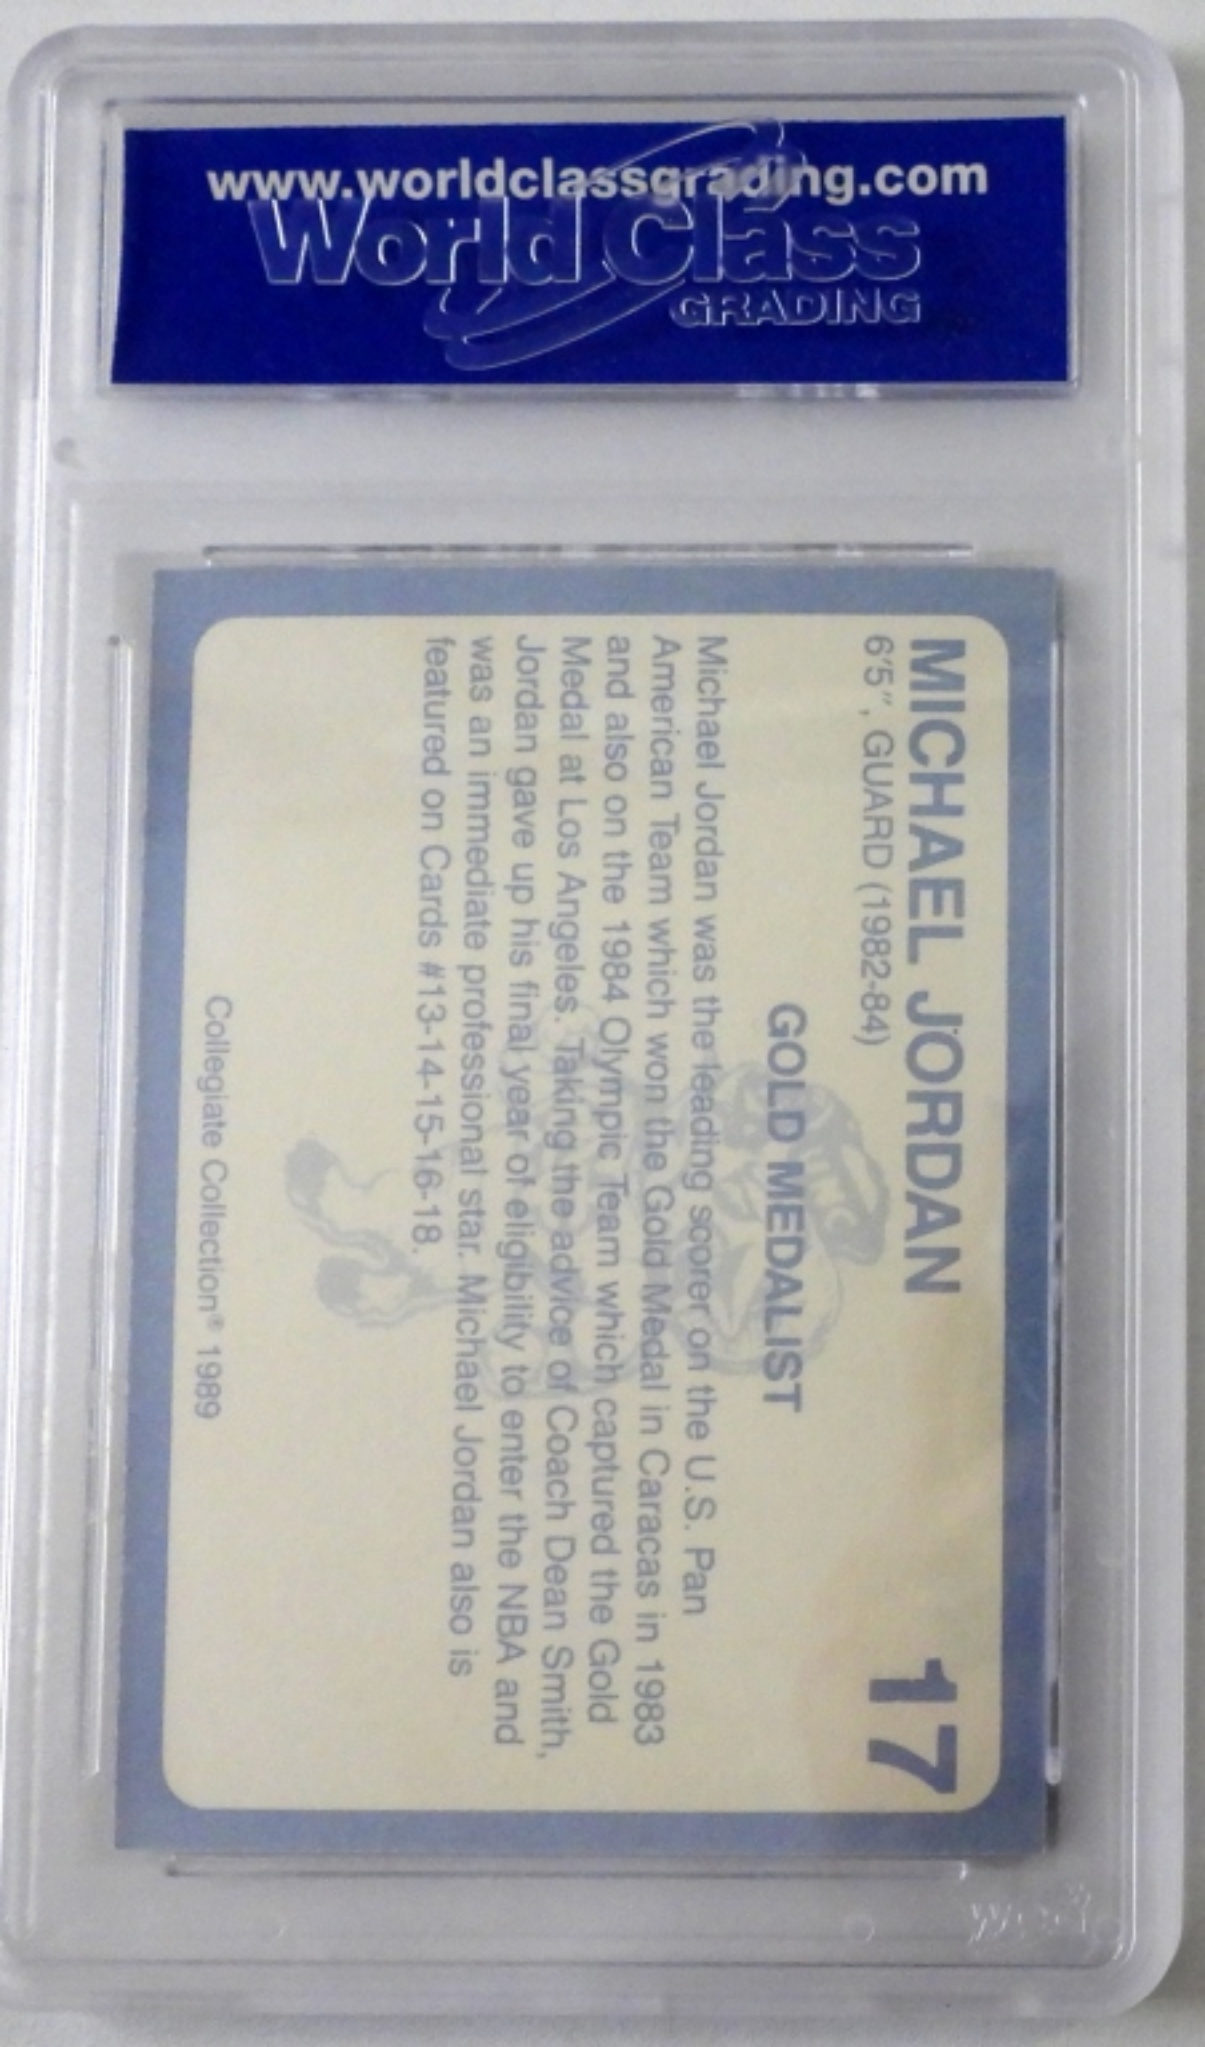 www.worldclassgrading.com
World Class
GRADING
MICHAEL JORDAN 17
6'5", GUARD (1982-84)
GOLD MEDALIST
Michael Jordan was the leading scorer on the U.S. Pan
American Team which won the Gold Medal in Caracas in 1983
and also on the 1984 Olympic Team which captured the Gold
Medal at Los Angeles. Taking the advice of Coach Dean Smith,
Jordan gave up his final year of eligibility to enter the NBA and
was an immediate professional star. Michael Jordan also is
featured on Cards #13-14-15-16-18.
Collegiate Collection® 1989